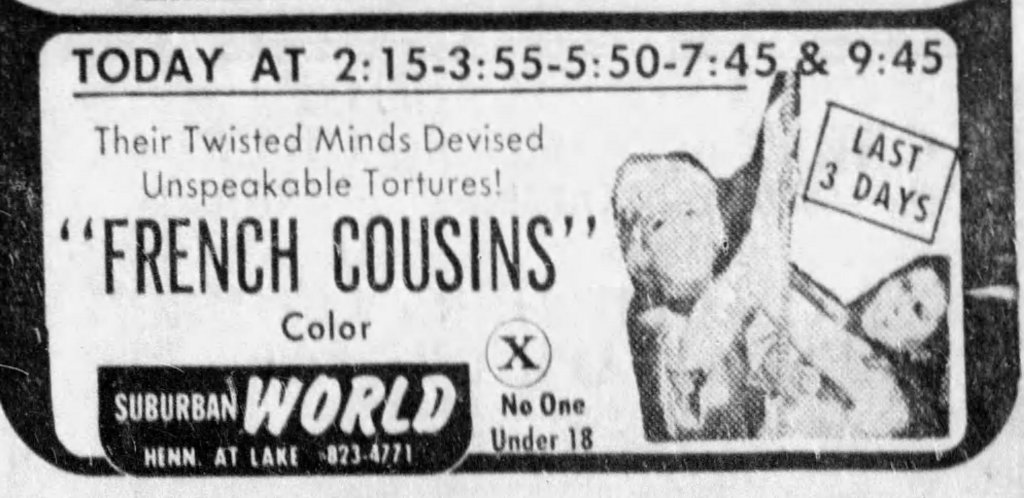 TODAY AT 2:15-3:55-5:50-7:45 & 9:45
LAST
3 DAYS
Their Twisted Minds Devised
Unspeakable Tortures!
"FRENCH COUSINS"
Color
X
No One
Under 18
SUBURBAN WORLD
HENN. AT LAKE 823-4771